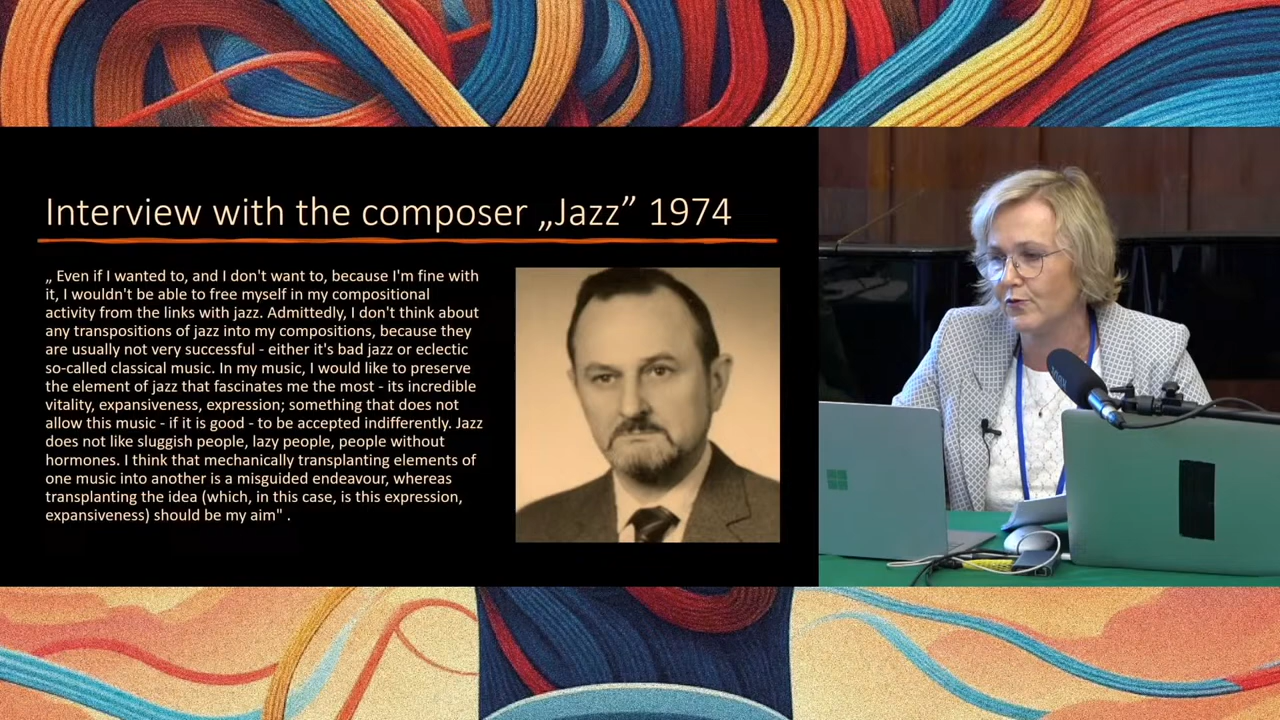 Interview with the composer „Jazz” 1974
„ Even if I wanted to, and I don't want to, because I'm fine with
it, I wouldn't be able to free myself in my compositional
activity from the links with jazz. Admittedly, I don't think about
any transpositions of jazz into my compositions, because they
are usually not very successful - either it's bad jazz or eclectic
so-called classical music. In my music, I would like to preserve
the element of jazz that fascinates me the most - its incredible
vitality, expansiveness, expression; something that does not
allow this music - if it is good - to be accepted indifferently. Jazz
does not like sluggish people, lazy people, people without
hormones. I think that mechanically transplanting elements of
one music into another is a misguided endeavour, whereas
transplanting the idea (which, in this case, is this expression,
expansiveness) should be my aim" .